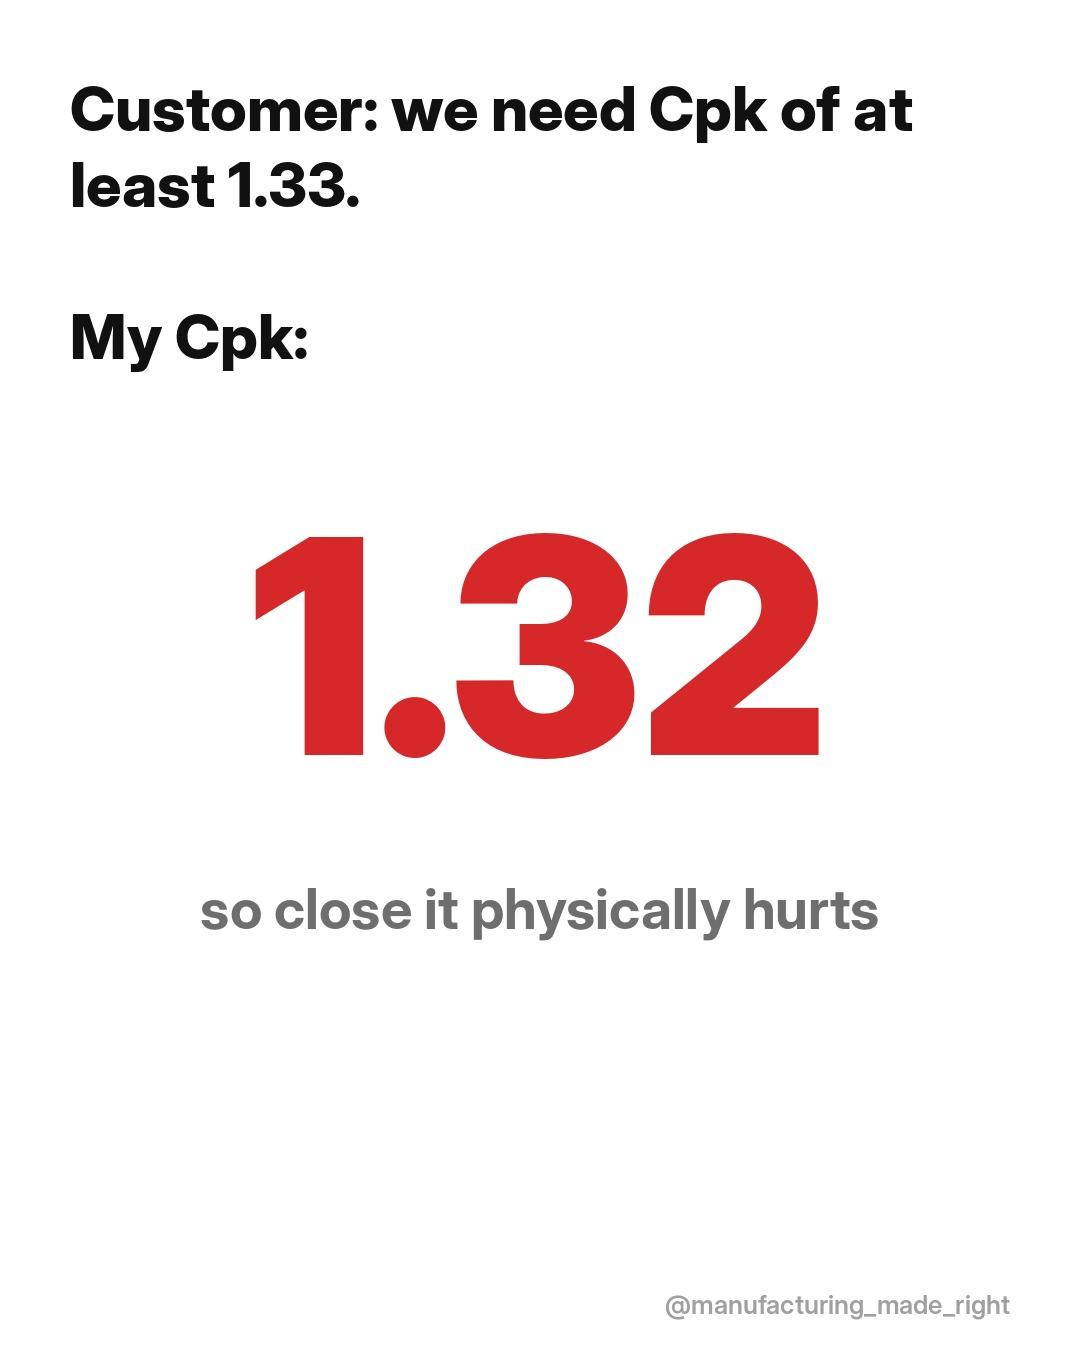 Customer: we need Cpk of at
least 1.33.
My Cpk:
1.32
so close it physically hurts
@manufacturing_made_right